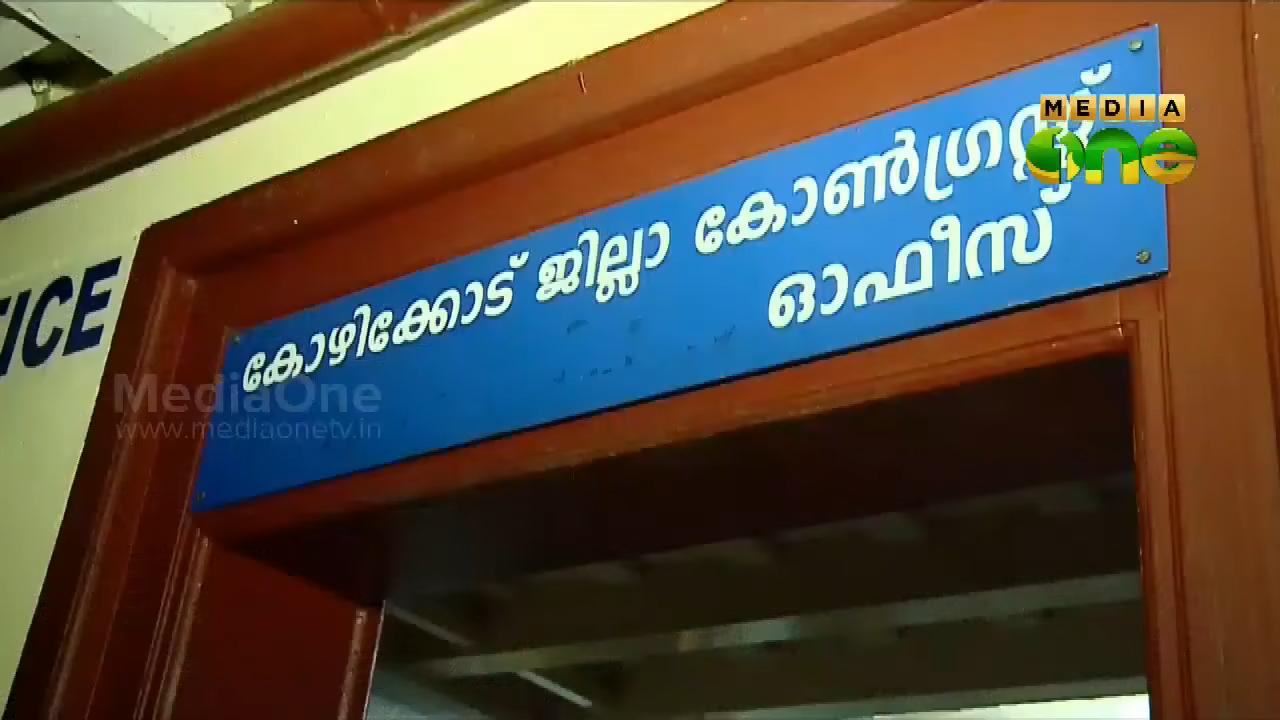 MEDIA
one
കോഴിക്കോട് ജില്ലാ കോൺഗ്രസ്സ്
ഓഫീസ്
ICE
MediaOne
www.mediaonetv.in